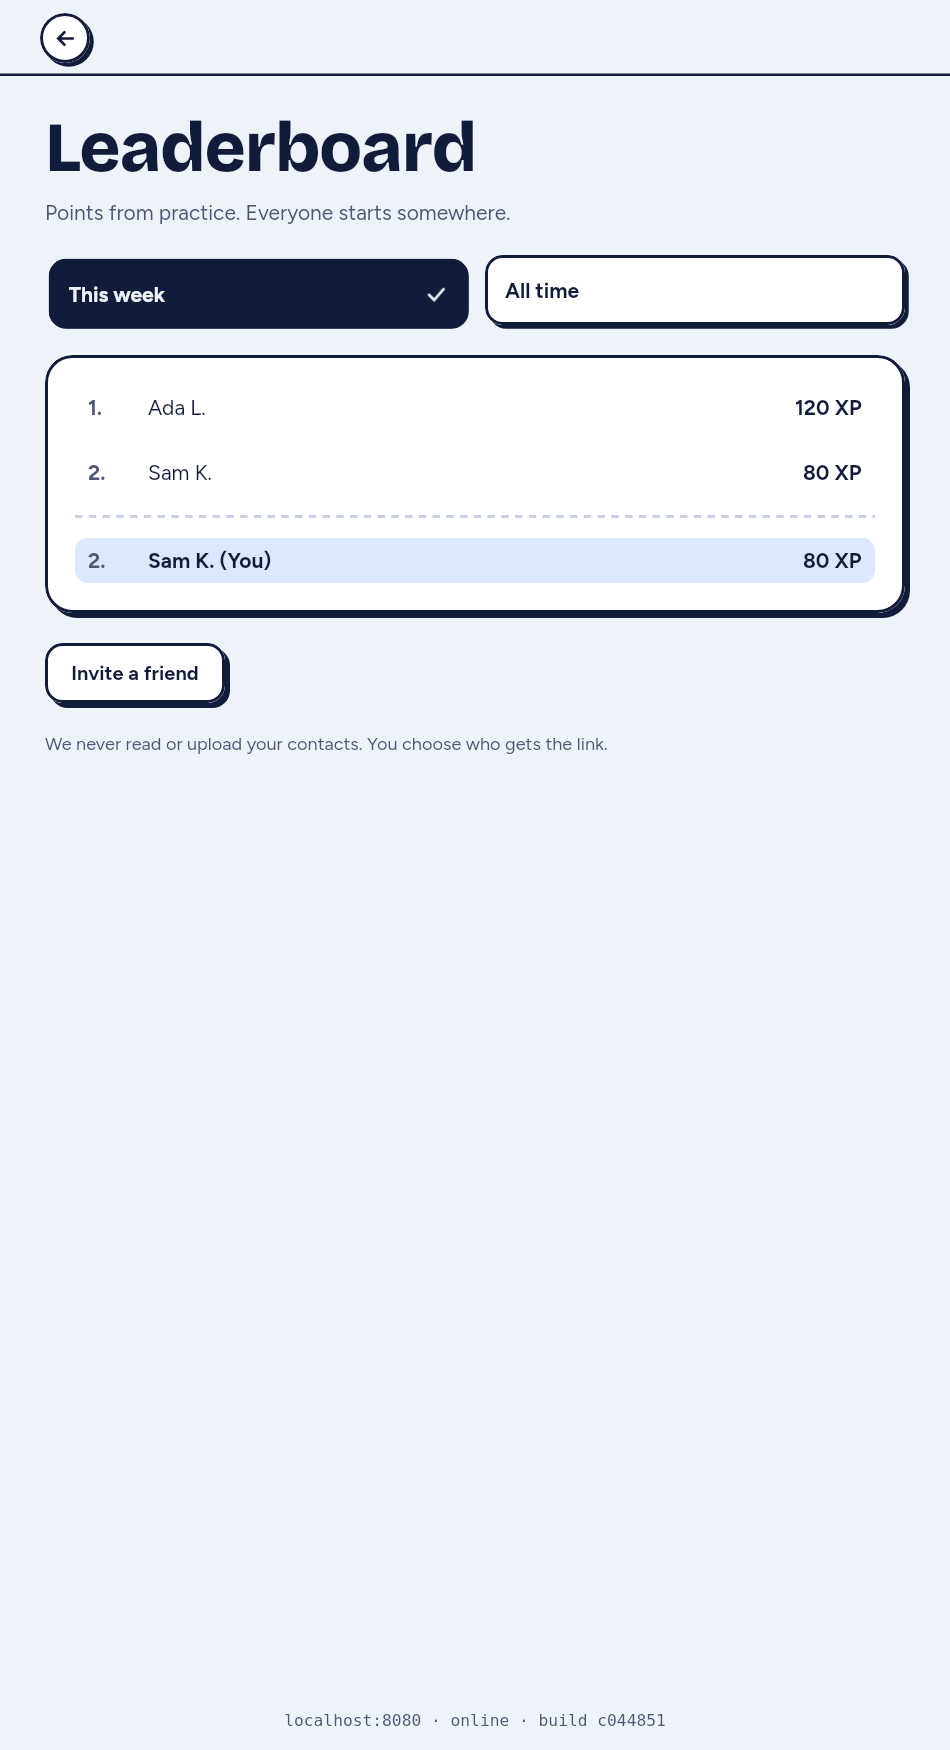 Leaderboard
Points from practice. Everyone starts somewhere.
This week
All time
1. Ada L. 120 XP
2. Sam K. 80 XP
2. Sam K. (You) 80 XP
Invite a friend
We never read or upload your contacts. You choose who gets the link.
localhost:8080 · online · build c044851